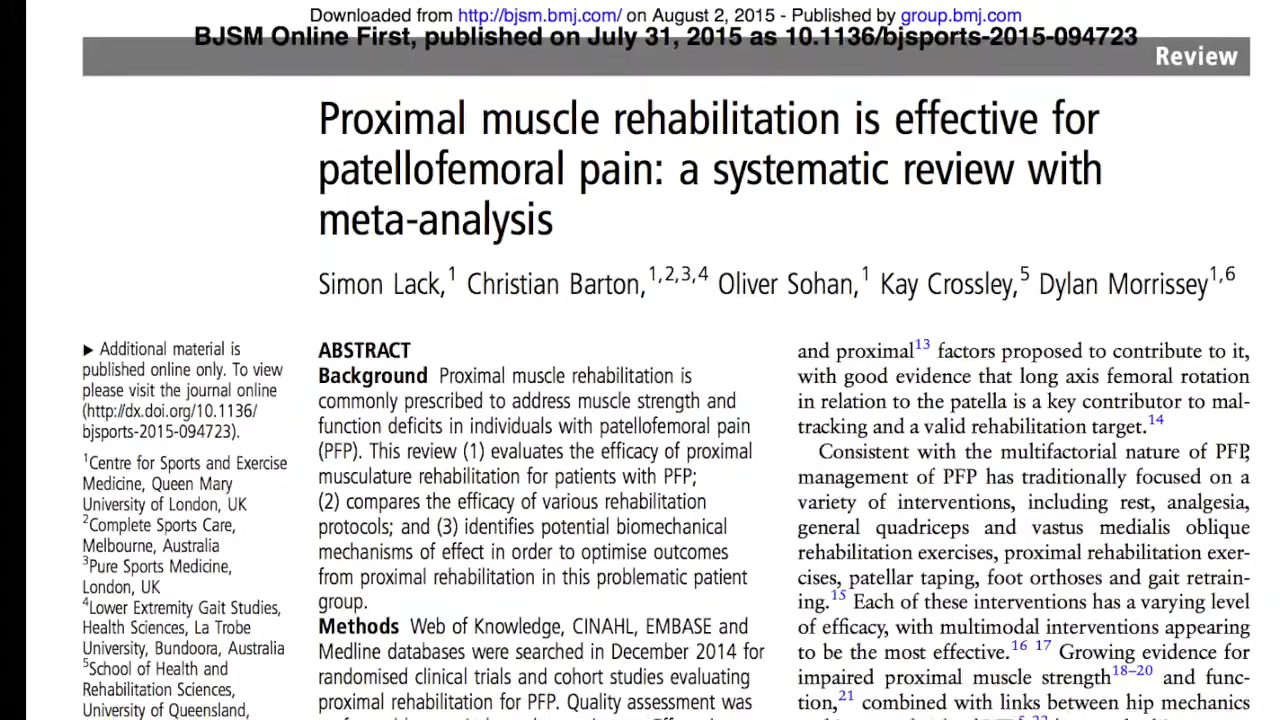 Downloaded from http://bjsm.bmj.com/ on August 2, 2015 - Published by group.bmj.com
BJSM Online First, published on July 31, 2015 as 10.1136/bjsports-2015-094723
Review
Proximal muscle rehabilitation is effective for
patellofemoral pain: a systematic review with
meta-analysis
Simon Lack,1 Christian Barton,1,2,3,4 Oliver Sohan,1 Kay Crossley,5 Dylan Morrissey1,6
▶ Additional material is
published online only. To view
please visit the journal online
(http://dx.doi.org/10.1136/
bjsports-2015-094723).
1Centre for Sports and Exercise
Medicine, Queen Mary
University of London, UK
2Complete Sports Care,
Melbourne, Australia
3Pure Sports Medicine,
London, UK
4Lower Extremity Gait Studies,
Health Sciences, La Trobe
University, Bundoora, Australia
5School of Health and
Rehabilitation Sciences,
University of Queensland,
ABSTRACT
Background Proximal muscle rehabilitation is
commonly prescribed to address muscle strength and
function deficits in individuals with patellofemoral pain
(PFP). This review (1) evaluates the efficacy of proximal
musculature rehabilitation for patients with PFP;
(2) compares the efficacy of various rehabilitation
protocols; and (3) identifies potential biomechanical
mechanisms of effect in order to optimise outcomes
from proximal rehabilitation in this problematic patient
group.
Methods Web of Knowledge, CINAHL, EMBASE and
Medline databases were searched in December 2014 for
randomised clinical trials and cohort studies evaluating
proximal rehabilitation for PFP. Quality assessment was
and proximal13 factors proposed to contribute to it,
with good evidence that long axis femoral rotation
in relation to the patella is a key contributor to mal-
tracking and a valid rehabilitation target.14
Consistent with the multifactorial nature of PFP,
management of PFP has traditionally focused on a
variety of interventions, including rest, analgesia,
general quadriceps and vastus medialis oblique
rehabilitation exercises, proximal rehabilitation exer-
cises, patellar taping, foot orthoses and gait retrain-
ing.15 Each of these interventions has a varying level
of efficacy, with multimodal interventions appearing
to be the most effective.16 17 Growing evidence for
impaired proximal muscle strength18–20 and func-
tion,21 combined with links between hip mechanics